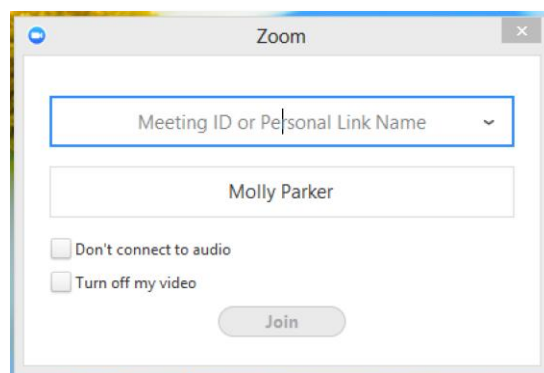 Zoom
Meeting ID or Personal Link Name
Molly Parker
Don't connect to audio
Turn off my video
Join